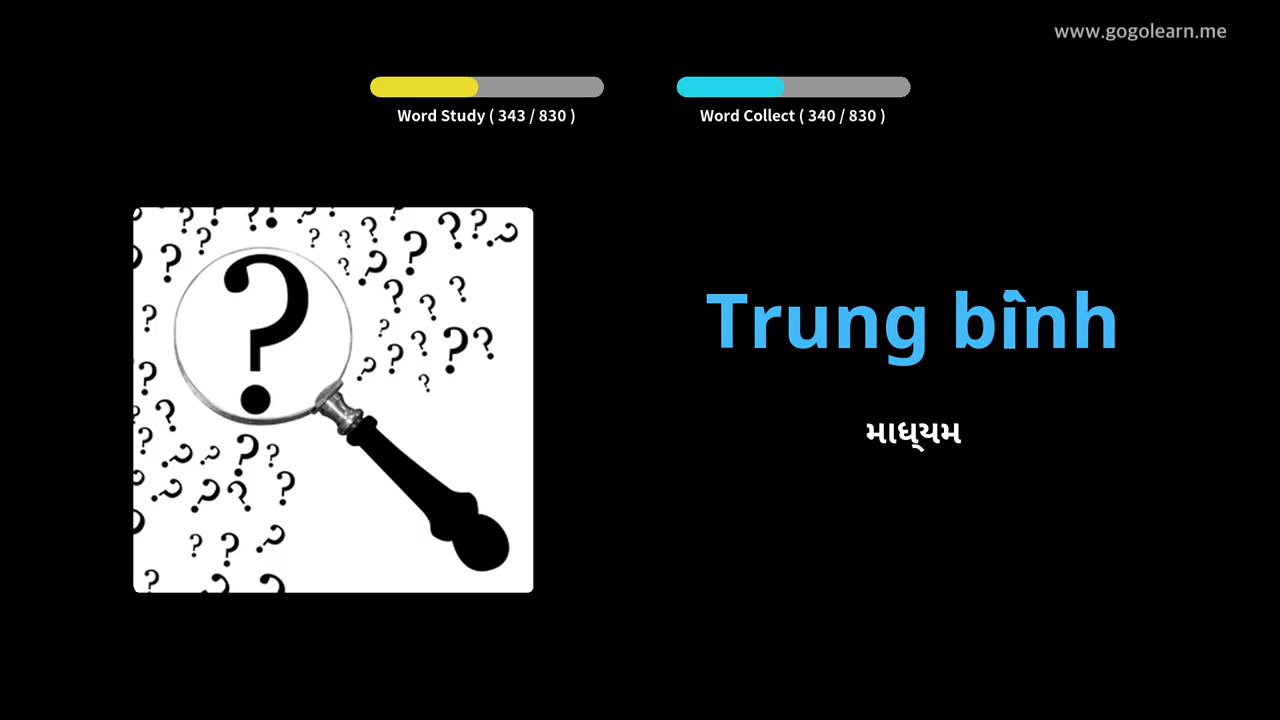 www.gogolearn.me
Word Study ( 343 / 830 )
Word Collect ( 340 / 830 )
Trung bình
માધ્યમ